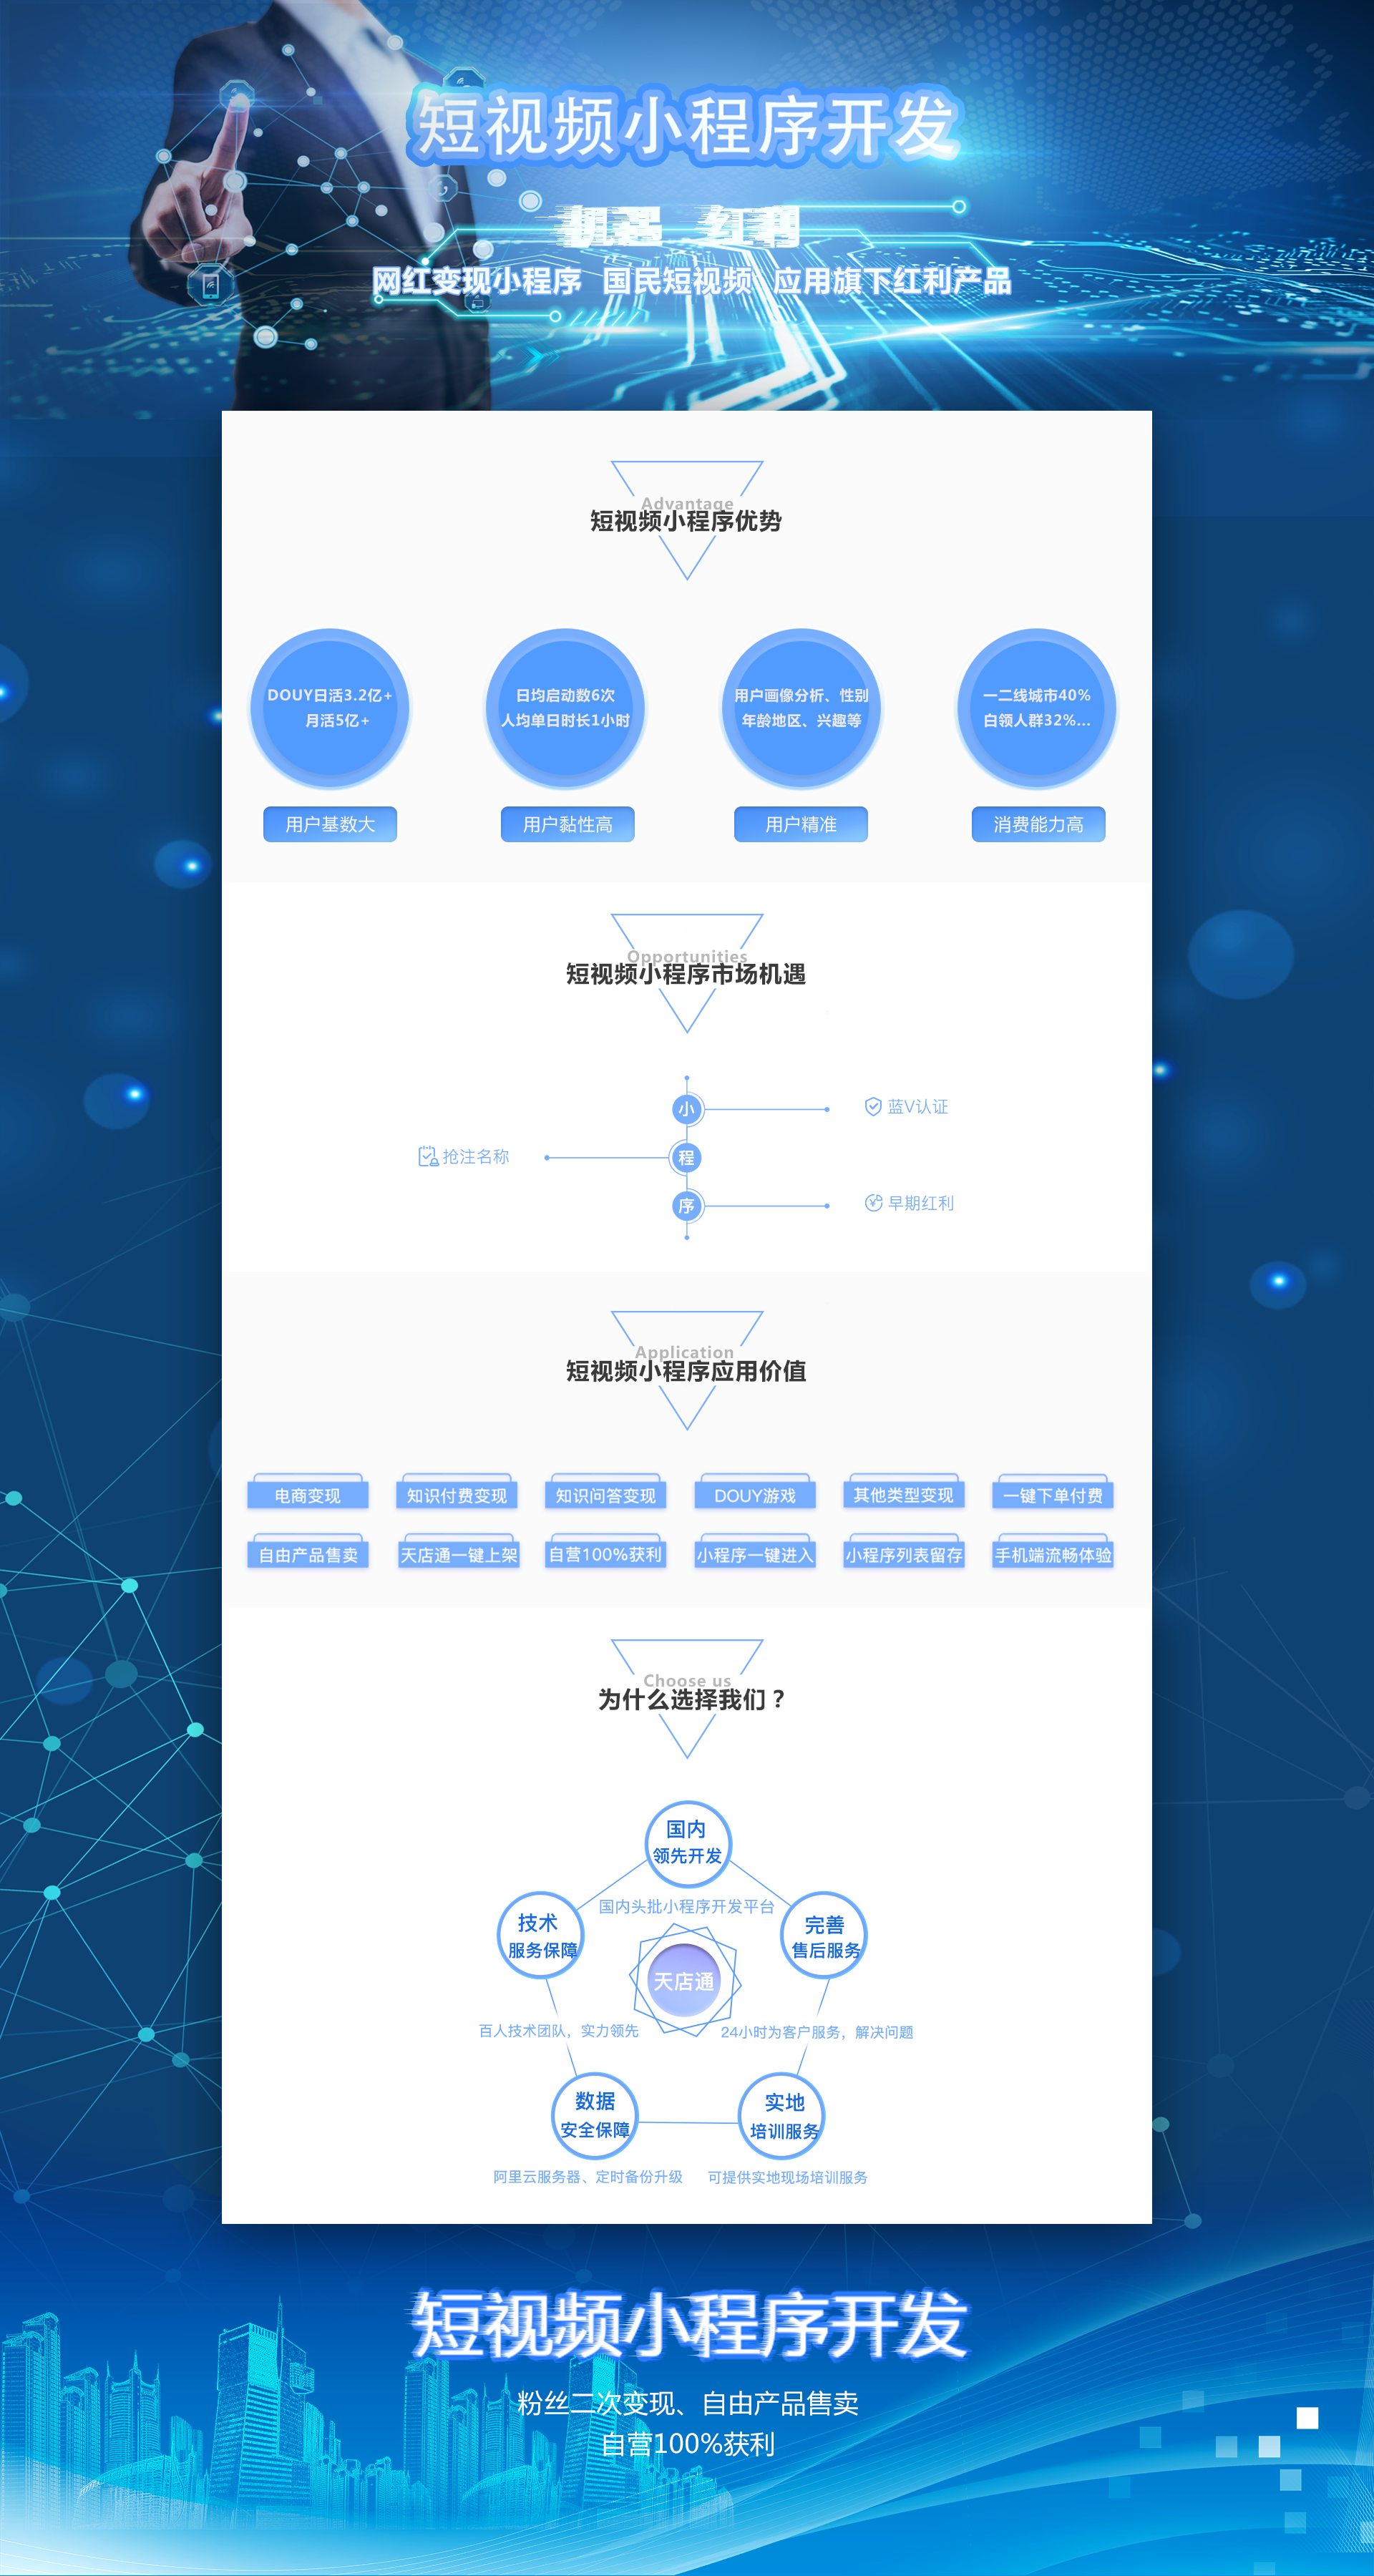 短视频小程序开发
机遇 红利
网红变现小程序 国民短视频 应用旗下红利产品
Advantage
短视频小程序优势
DOUY日活3.2亿+
月活5亿+
用户基数大
日均启动数6次
人均单日时长1小时
用户黏性高
用户画像分析、性别
年龄地区、兴趣等
用户精准
一二线城市40%
白领人群32%...
消费能力高
Opportunities
短视频小程序市场机遇
小
蓝V认证
抢注名称
程
序
早期红利
Application
短视频小程序应用价值
电商变现 知识付费变现 知识问答变现 DOUY游戏 其他类型变现 一键下单付费
自由产品售卖 天店通一键上架 自营100%获利 小程序一键进入 小程序列表留存 手机端流畅体验
Choose us
为什么选择我们？
国内
领先开发
国内头批小程序开发平台
技术
服务保障
百人技术团队，实力领先
天店通
完善
售后服务
24小时为客户服务，解决问题
数据
安全保障
阿里云服务器、定时备份升级
实地
培训服务
可提供实地现场培训服务
短视频小程序开发
粉丝二次变现、自由产品售卖
自营100%获利